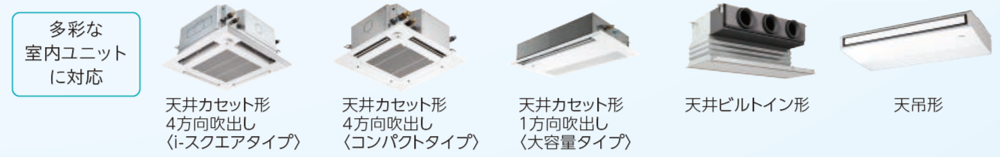 多彩な
室内ユニット
に対応
天井カセット形
4方向吹出し
〈i-スクエアタイプ〉
天井カセット形
4方向吹出し
〈コンパクトタイプ〉
天井カセット形
1方向吹出し
〈大容量タイプ〉
天井ビルトイン形
天吊形